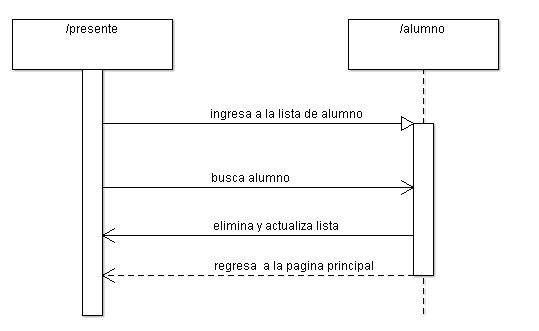 /presente
/alumno
ingresa a la lista de alumno
busca alumno
elimina y actualiza lista
regresa a la pagina principal